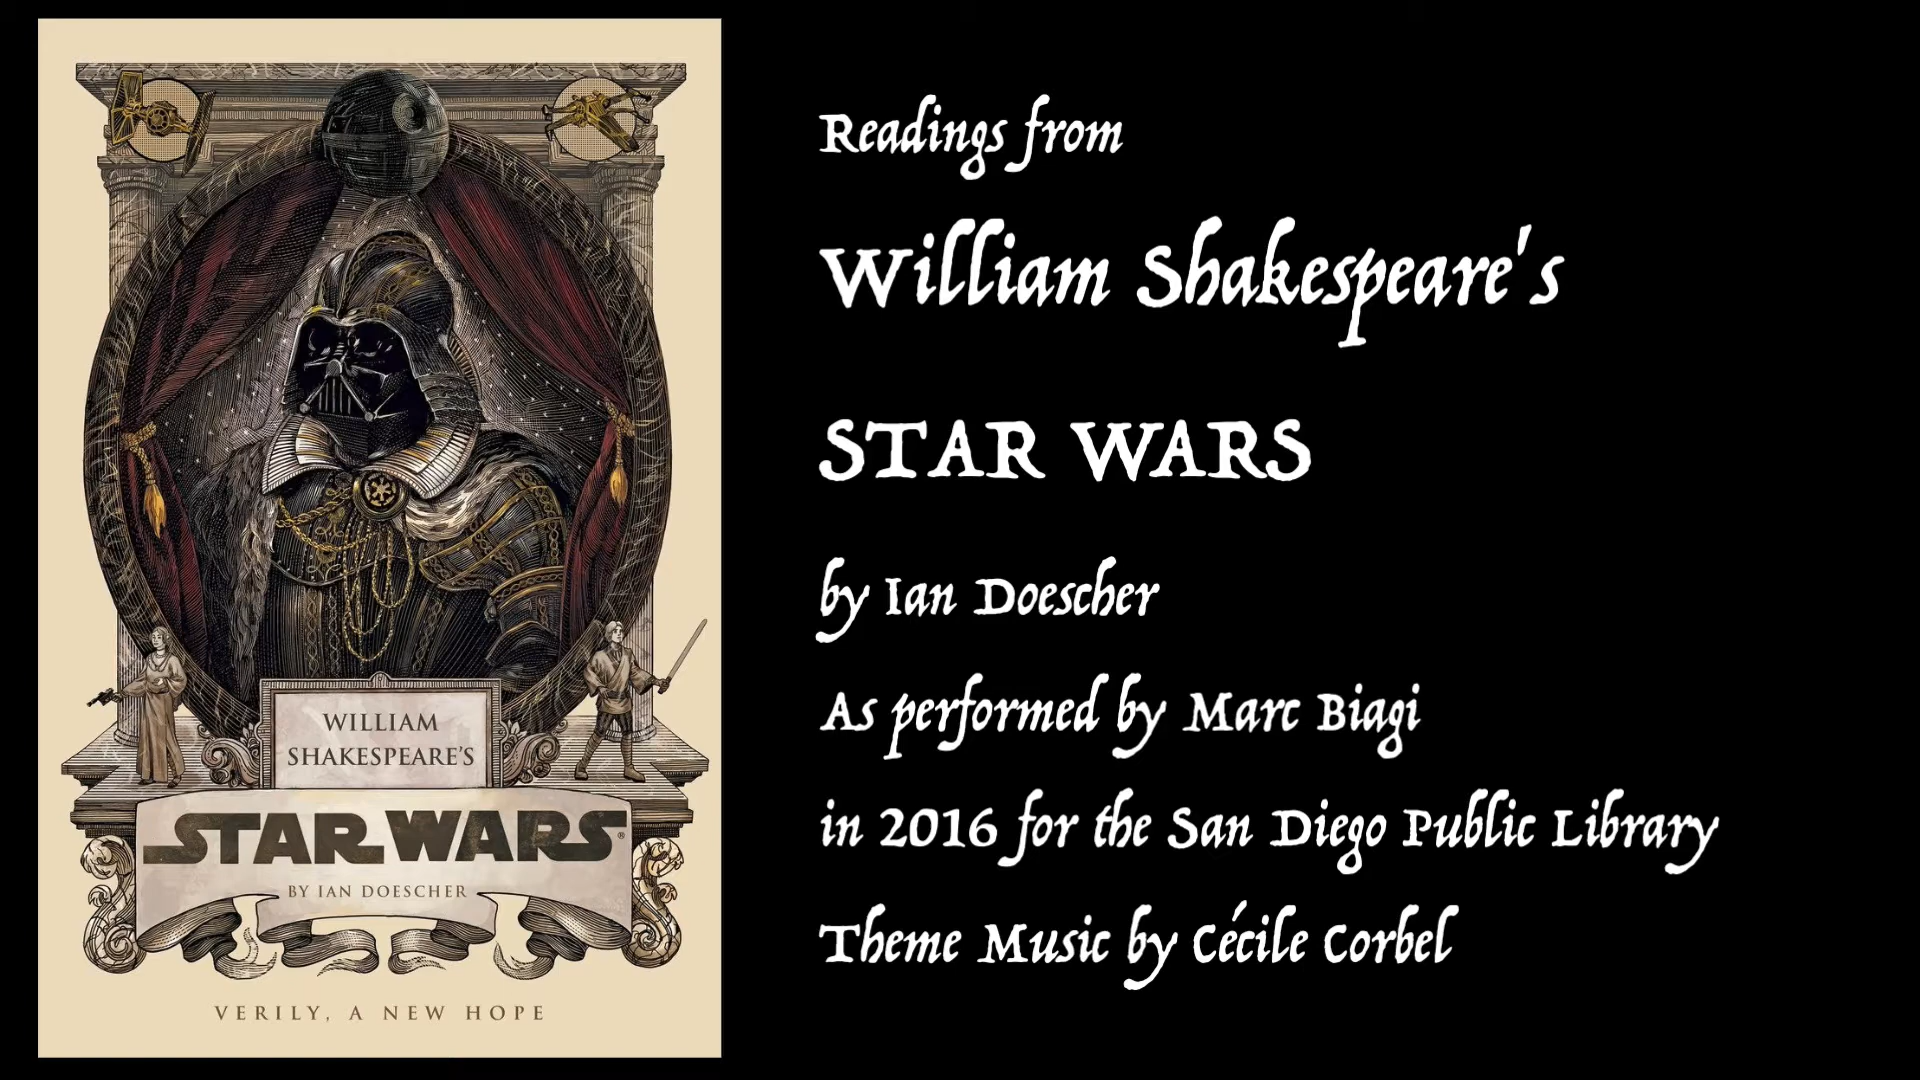 WILLIAM
SHAKESPEARE'S
STAR WARS®
BY IAN DOESCHER
VERILY, A NEW HOPE
Readings from
William Shakespeare's
STAR WARS
by Ian Doescher
As performed by Marc Biagi
in 2016 for the San Diego Public Library
Theme Music by Cécile Corbel